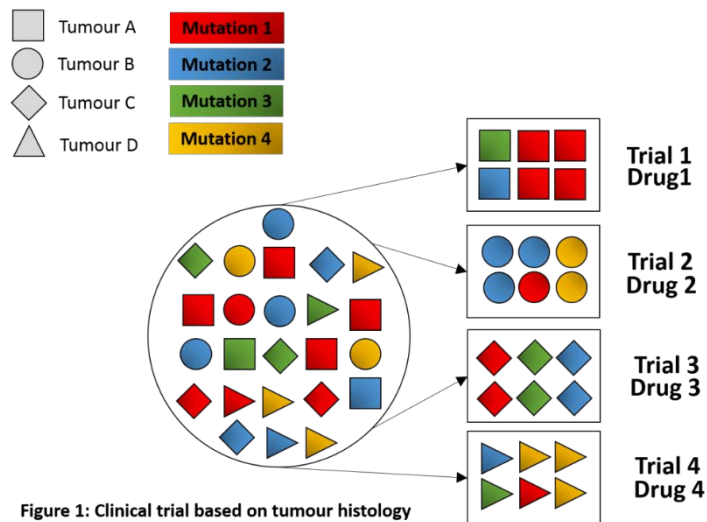 Tumour A
Mutation 1
Tumour B
Mutation 2
Tumour C
Mutation 3
Tumour D
Mutation 4
Trial 1
Drug1
Trial 2
Drug 2
Trial 3
Drug 3
Trial 4
Drug 4
Figure 1: Clinical trial based on tumour histology